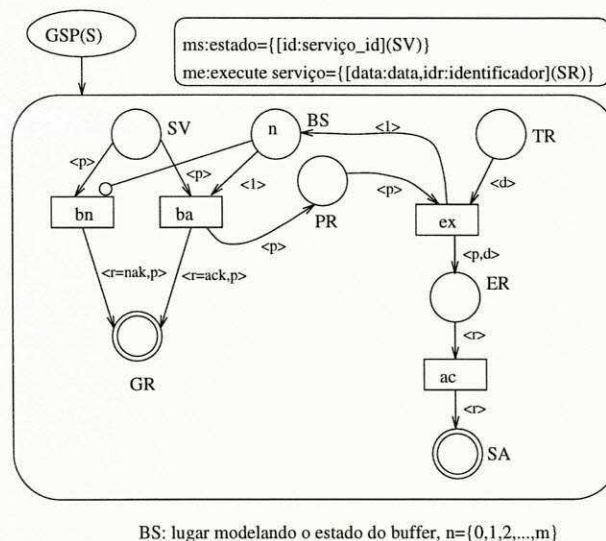 GSP(S)
ms:estado={[id:serviço_id](SV)}
me:execute serviço={[data:data,idr:identificador](SR)}
SV
n
BS
<1>
TR
<p>
<p>
<1>
<p>
<d>
bn
ba
PR
ex
<p>
<p,d>
<r=nak,p>
<r=ack,p>
ER
<r>
GR
ac
<r>
SA
BS: lugar modelando o estado do buffer, n={0,1,2,...,m}